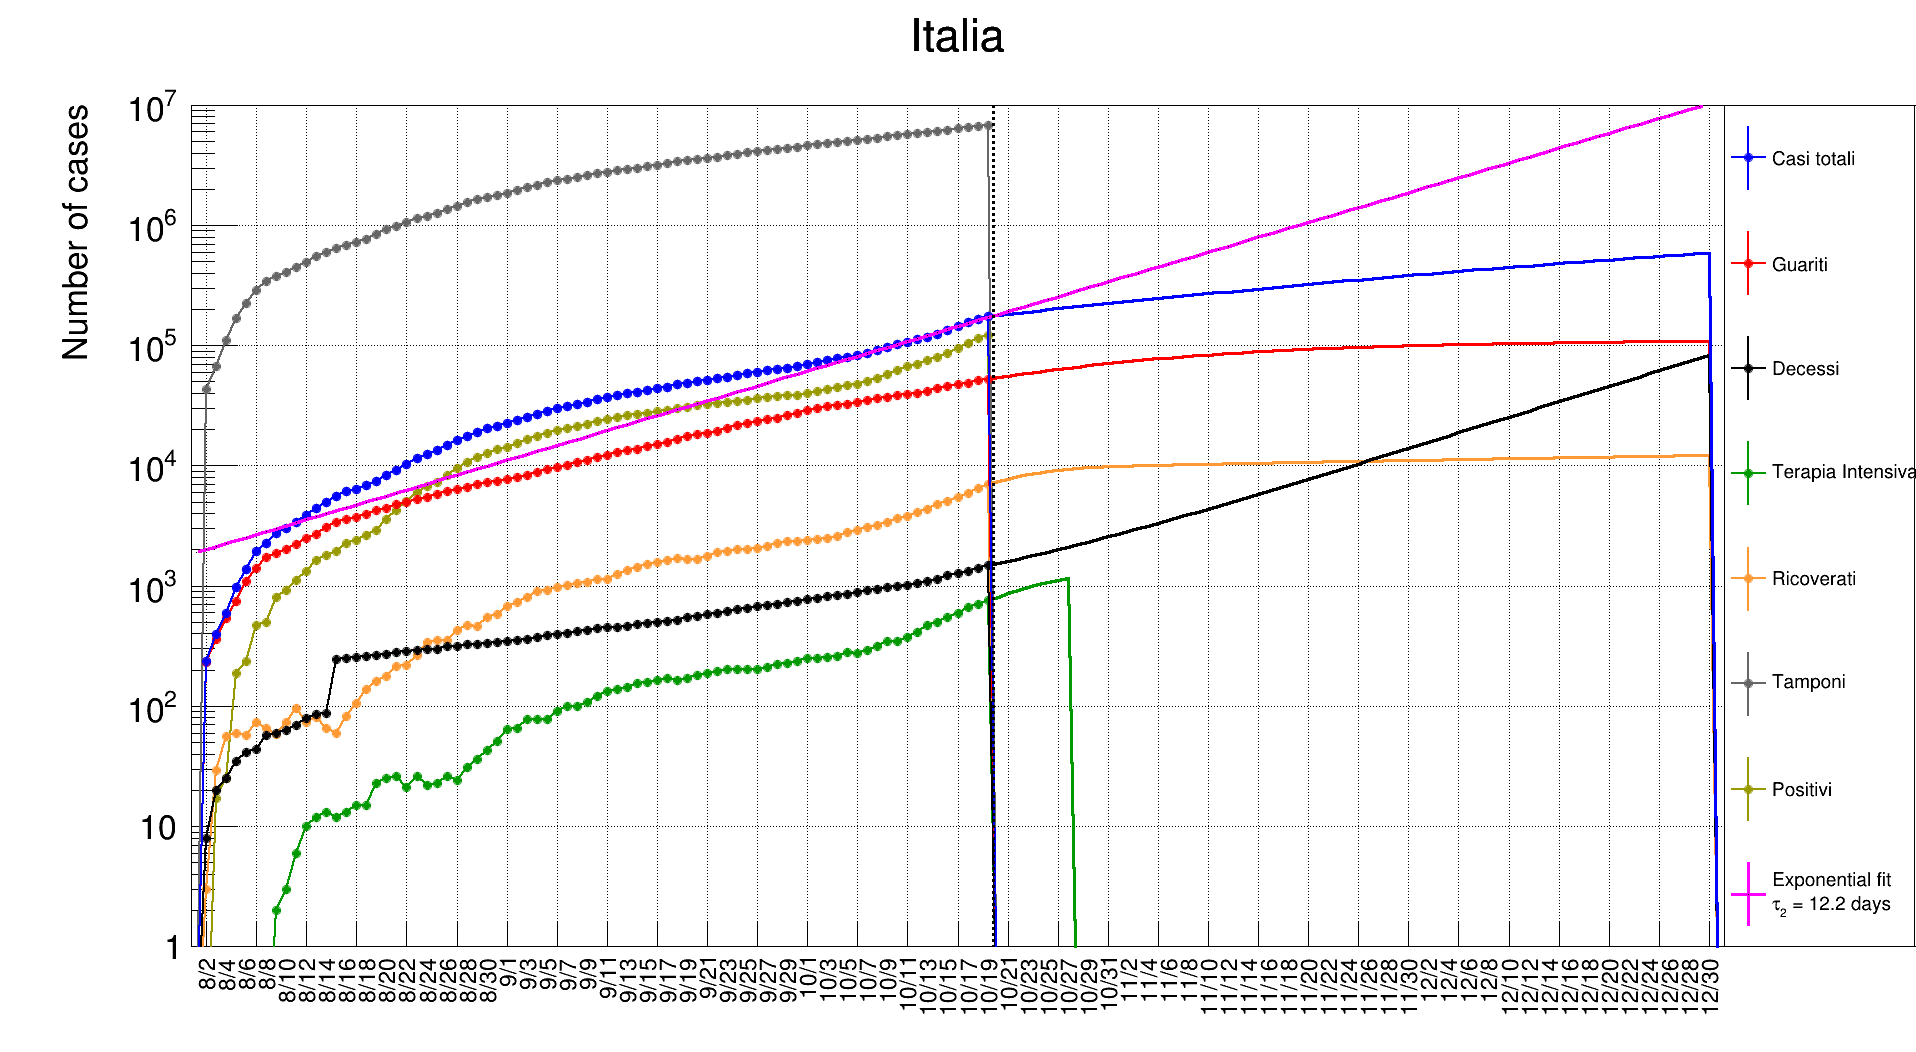 Italia
Number of cases
10^7
10^6
10^5
10^4
10^3
10^2
10
1
8/2 8/4 8/6 8/8 8/10 8/12 8/14 8/16 8/18 8/20 8/22 8/24 8/26 8/28 8/30 9/1 9/3 9/5 9/7 9/9 9/11 9/13 9/15 9/17 9/19 9/21 9/23 9/25 9/27 9/29 10/1 10/3 10/5 10/7 10/9 10/11 10/13 10/15 10/17 10/19 10/21 10/23 10/25 10/27 10/29 10/31 11/2 11/4 11/6 11/8 11/10 11/12 11/14 11/16 11/18 11/20 11/22 11/24 11/26 11/28 11/30 12/2 12/4 12/6 12/8 12/10 12/12 12/14 12/16 12/18 12/20 12/22 12/24 12/26 12/28 12/30
Casi totali
Guariti
Decessi
Terapia Intensiva
Ricoverati
Tamponi
Positivi
Exponential fit
τ₂ = 12.2 days